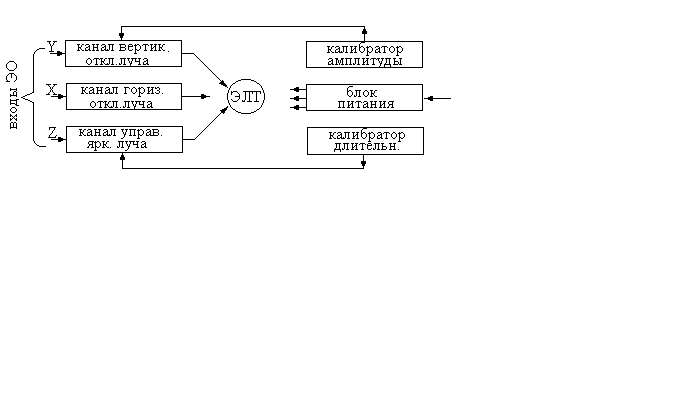 входы ЭО
Y
канал вертик.
откл.луча
X
канал гориз.
откл.луча
Z
канал управ.
ярк. луча
ЭЛТ
калибратор
амплитуды
блок
питания
калибратор
длительн.